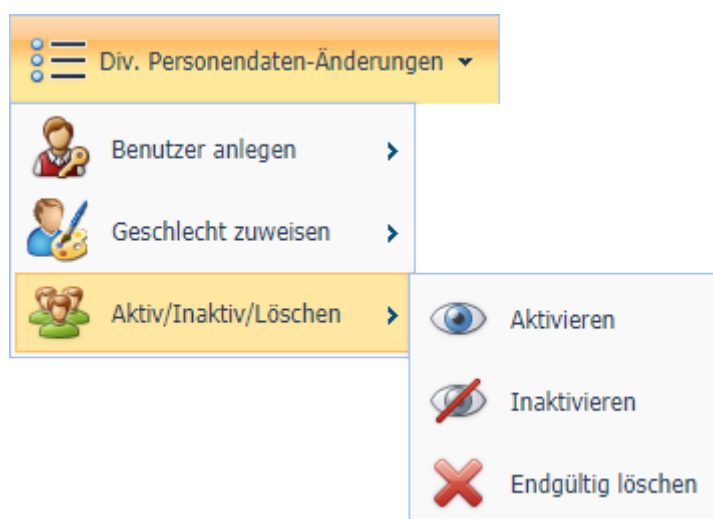 Div. Personendaten-Änderungen
Benutzer anlegen
Geschlecht zuweisen
Aktiv/Inaktiv/Löschen
Aktivieren
Inaktivieren
Endgültig löschen